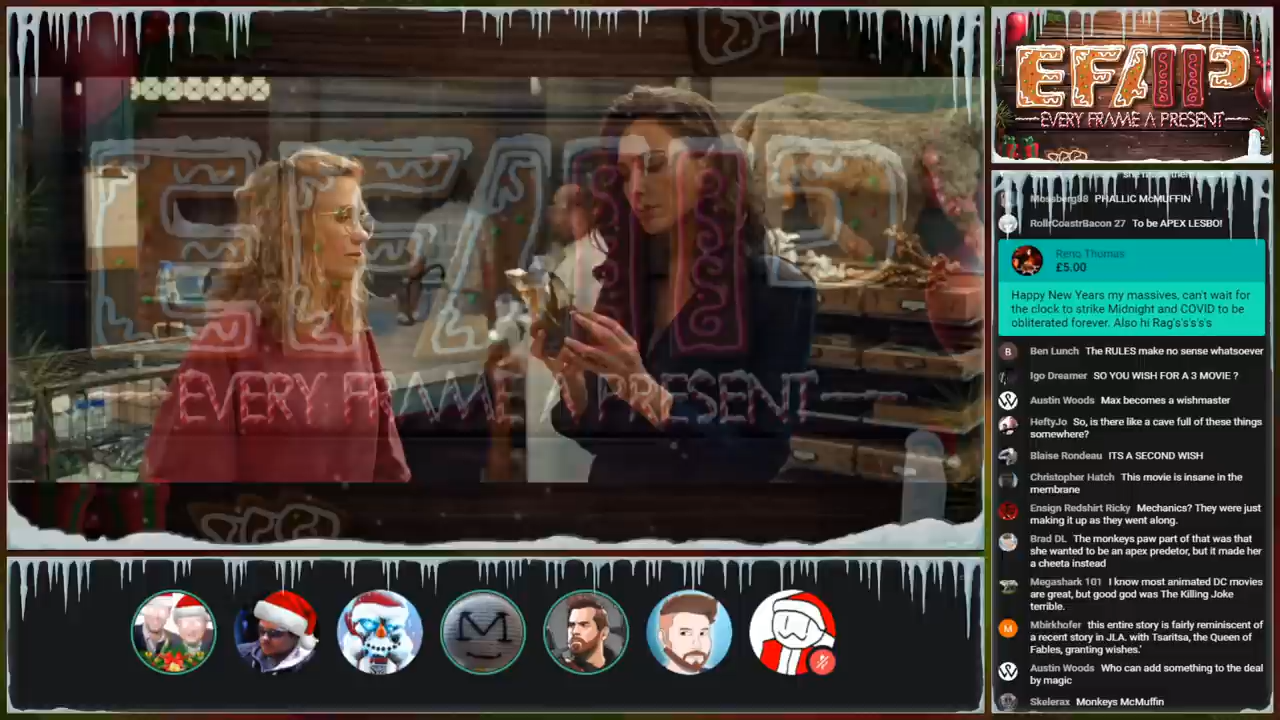 EFAP
EVERY FRAME A PRESENT
EFAP
EVERY FRAME A PRESENT
Mossberg88 PHALLIC McMUFFIN
RollrCoastrBacon 27 To be APEX LESBO!
Reno Thomas
£5.00
Happy New Years my massives, can't wait for
the clock to strike Midnight and COVID to be
obliterated forever. Also hi Rag's's's's's
B Ben Lunch The RULES make no sense whatsoever
Igo Dreamer SO YOU WISH FOR A 3 MOVIE ?
Austin Woods Max becomes a wishmaster
HeftyJo So, is there like a cave full of these things
somewhere?
Blaise Rondeau ITS A SECOND WISH
Christopher Hatch This movie is insane in the
membrane
Ensign Redshirt Ricky Mechanics? They were just
making it up as they went along.
Brad DL The monkeys paw part of that was that
she wanted to be an apex predetor, but it made her
a cheeta instead
Megashark 101 I know most animated DC movies
are great, but good god was The Killing Joke
terrible.
M Mbirkhofer this entire story is fairly reminiscent of
a recent story in JLA. with Tsaritsa, the Queen of
Fables, granting wishes.'
Austin Woods Who can add something to the deal
by magic
Skelerax Monkeys McMuffin
M